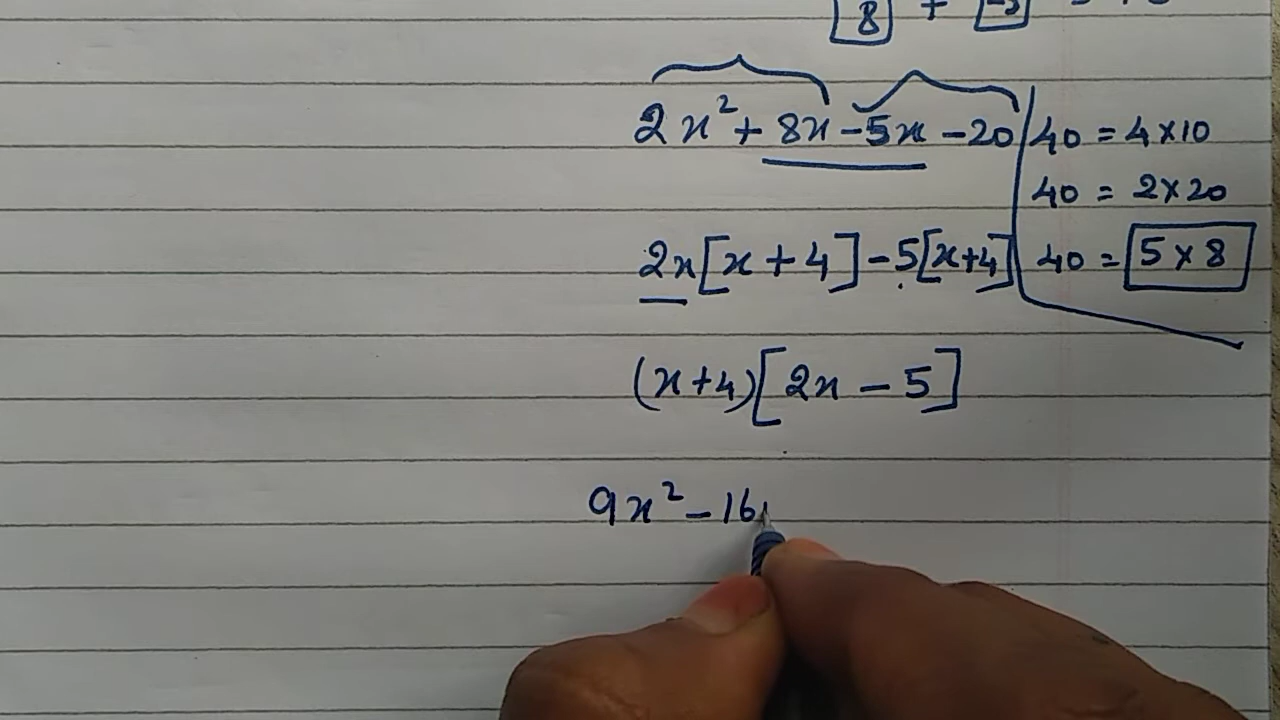 8 + -5
2x² + 8x - 5x - 20
40 = 4 × 10
40 = 2 × 20
2x[x + 4] - 5[x+4]
40 = 5 × 8
(x+4)[2x - 5]
9x² - 16